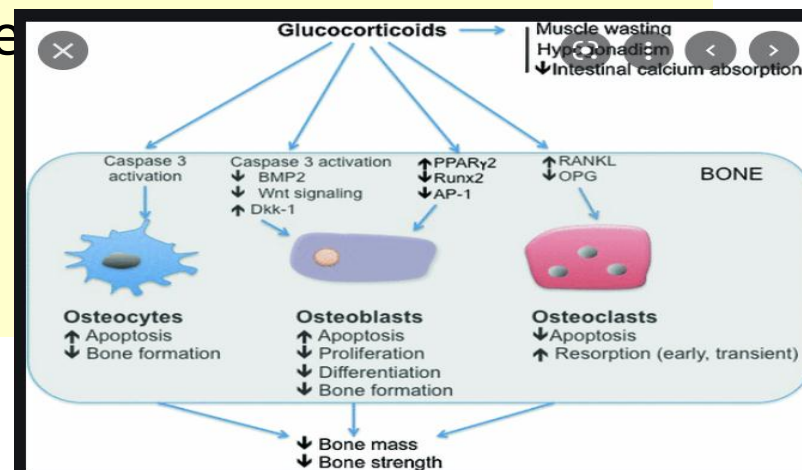 Glucocorticoids
Muscle wasting
Hypogonadism
↓Intestinal calcium absorption
Caspase 3
activation
Caspase 3 activation
↓ BMP2
↓ Wnt signaling
↑ Dkk-1
↑PPARγ2
↓Runx2
↓AP-1
↑RANKL
↓OPG
BONE
Osteocytes
↑ Apoptosis
↓ Bone formation
Osteoblasts
↑ Apoptosis
↓ Proliferation
↓ Differentiation
↓ Bone formation
Osteoclasts
↓Apoptosis
↑ Resorption (early, transient)
↓ Bone mass
↓ Bone strength